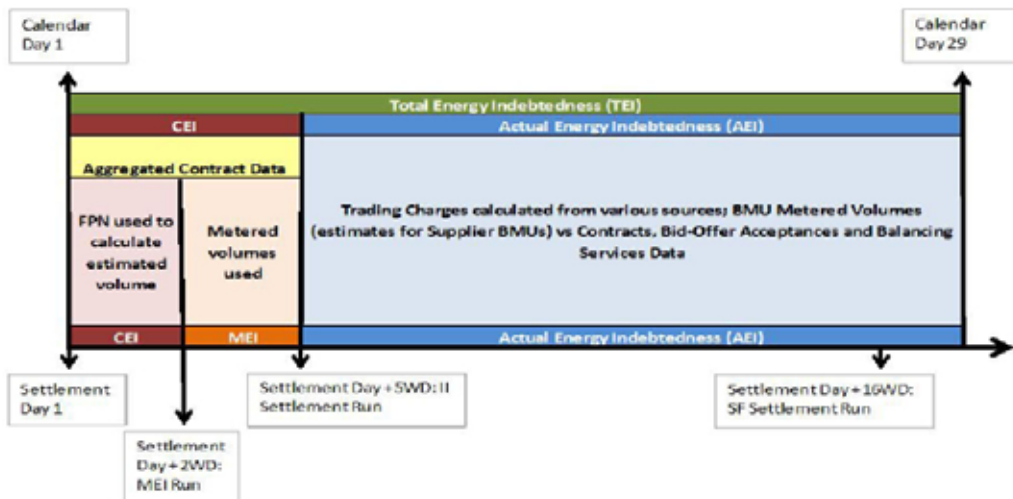 Calendar
Day 1
Calendar
Day 29
Total Energy Indebtedness (TEI)
CEI
Actual Energy Indebtedness (AEI)
Aggregated Contract Data
FPN used to
calculate
estimated
volume
Metered
volumes
used
Trading Charges calculated from various sources; BMU Metered Volumes
(estimates for Supplier BMUs) vs Contracts, Bid-Offer Acceptances and Balancing
Services Data
CEI
MEI
Actual Energy Indebtedness (AEI)
Settlement
Day 1
Settlement Day + 5WD: II
Settlement Run
Settlement Day + 16WD:
SF Settlement Run
Settlement
Day + 2WD:
MEI Run